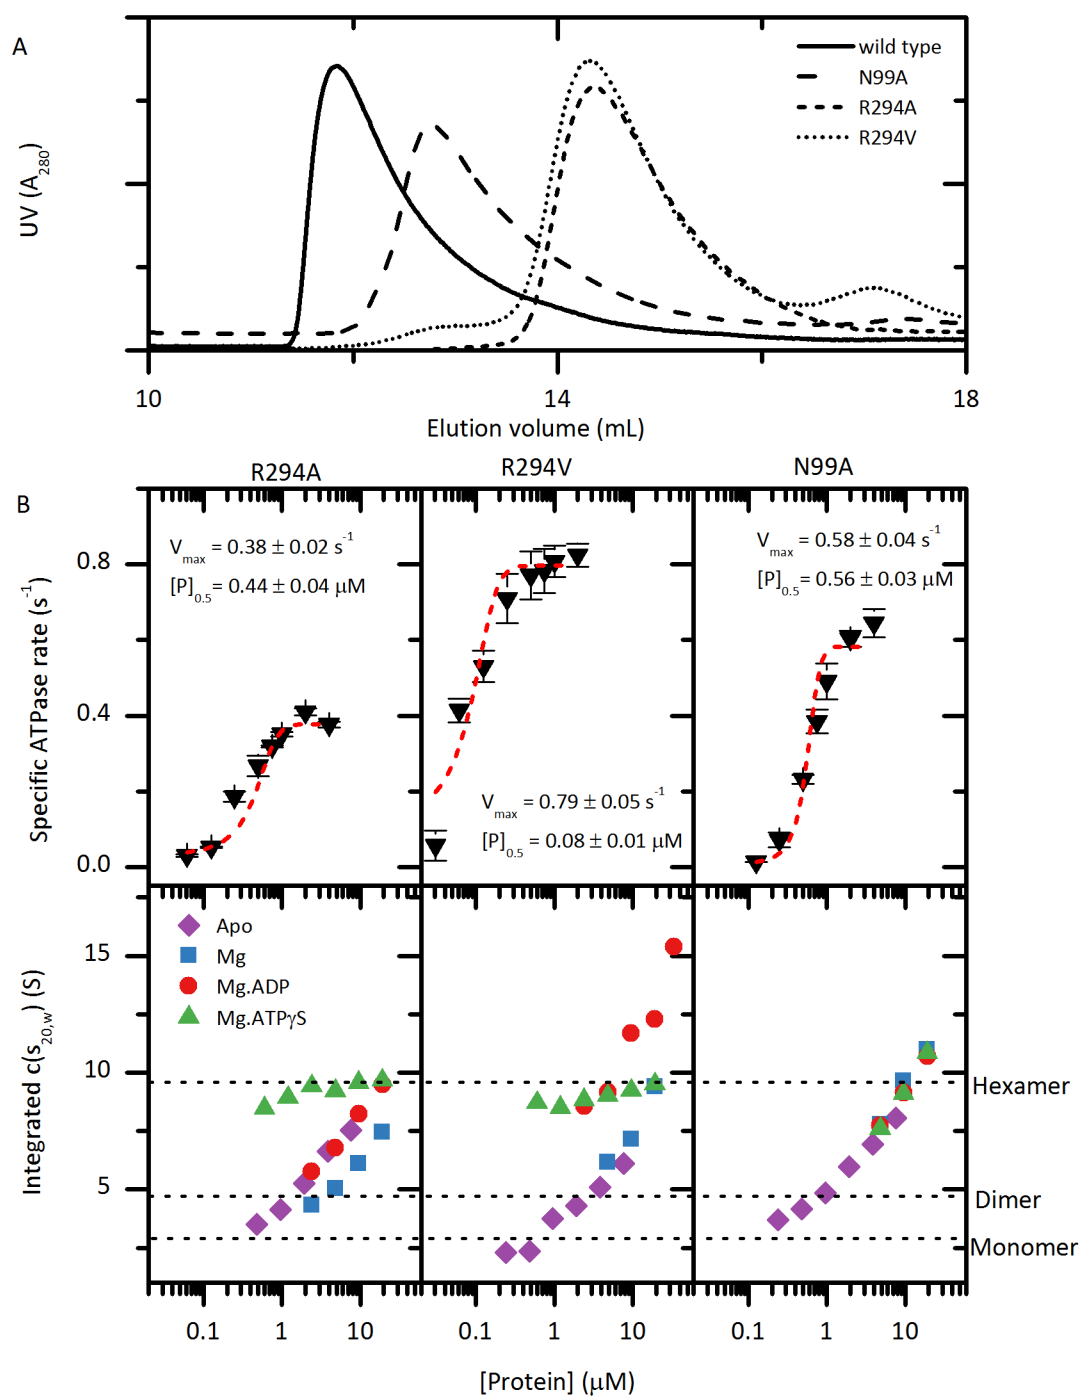 A
wild type
N99A
R294A
R294V
UV (A280)
10 14 18
Elution volume (mL)
B
R294A R294V N99A
Vmax = 0.38 ± 0.02 s-1
[P]0.5 = 0.44 ± 0.04 μM
Vmax = 0.79 ± 0.05 s-1
[P]0.5 = 0.08 ± 0.01 μM
Vmax = 0.58 ± 0.04 s-1
[P]0.5 = 0.56 ± 0.03 μM
0.8
0.4
0.0
Specific ATPase rate (s-1)
Apo
Mg
Mg.ADP
Mg.ATPγS
15
10
5
Integrated c(s20,w) (S)
Hexamer
Dimer
Monomer
0.1 1 10 0.1 1 10 0.1 1 10
[Protein] (μM)